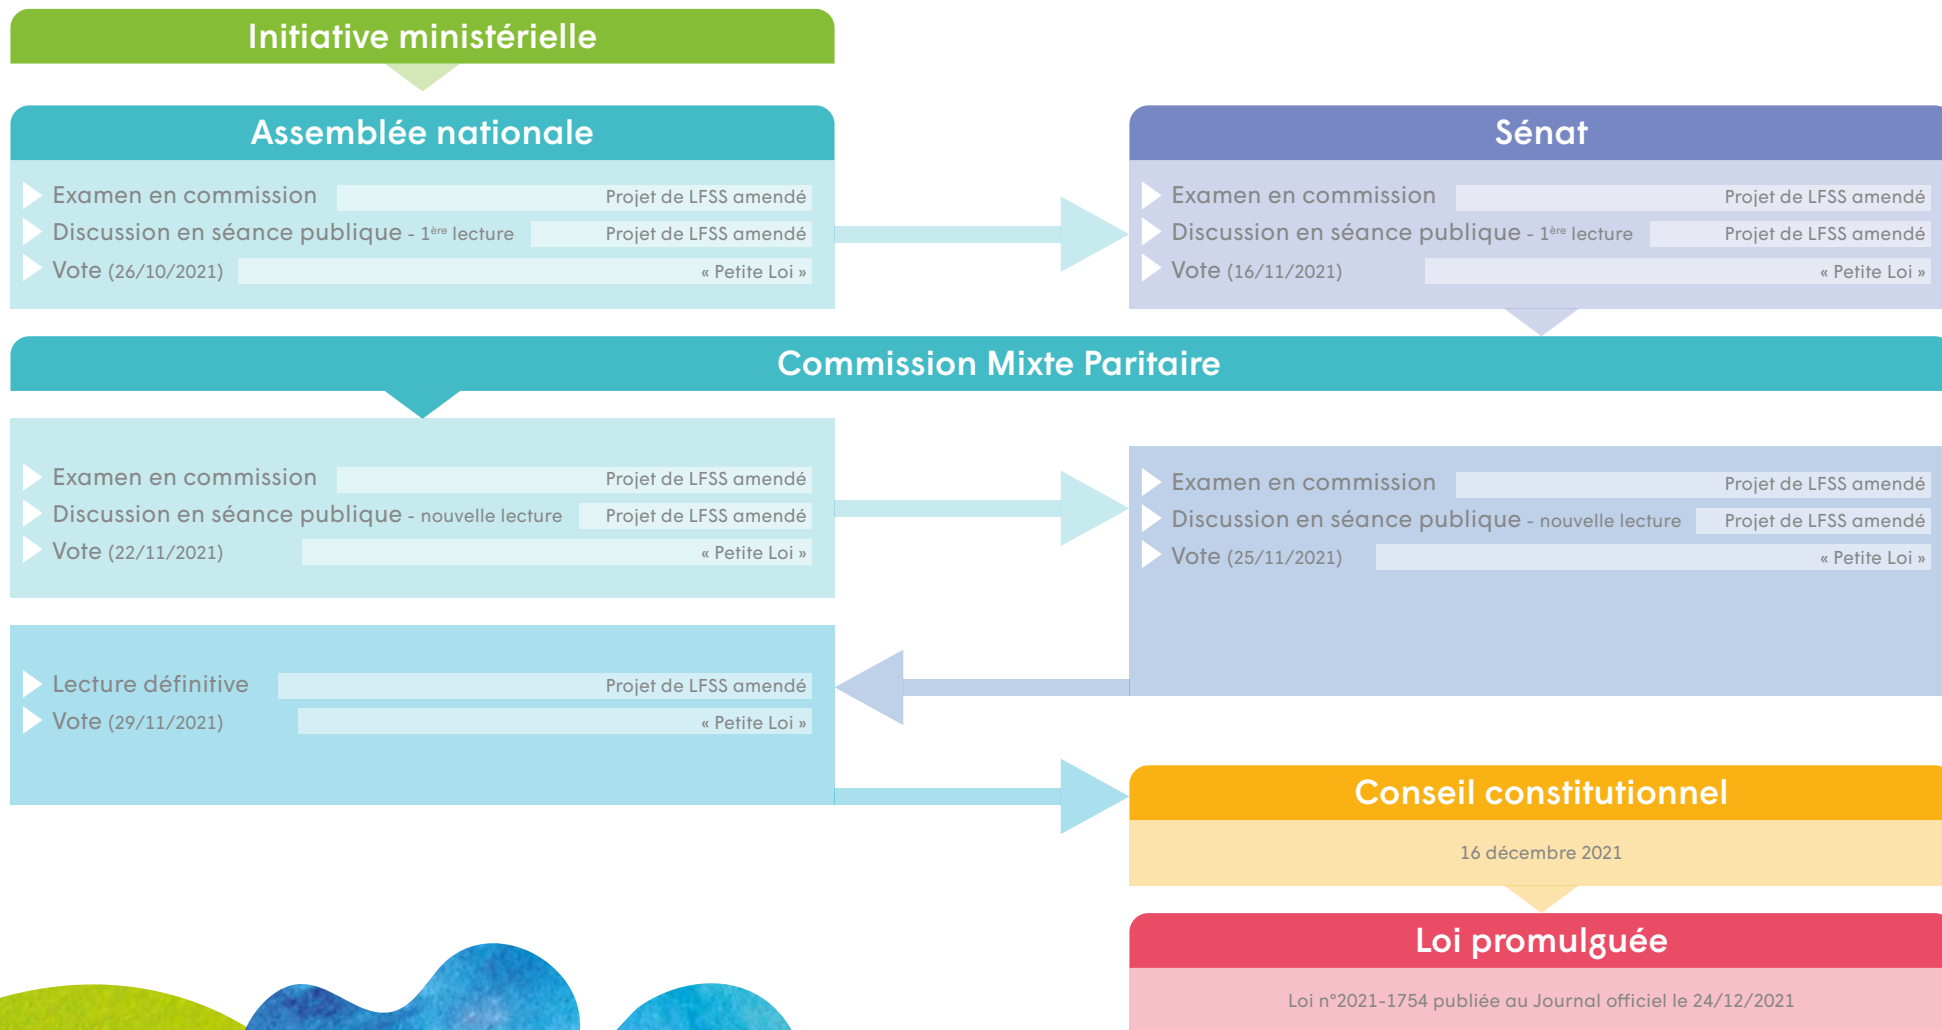 Initiative ministérielle
Assemblée nationale
Examen en commission Projet de LFSS amendé
Discussion en séance publique - 1ère lecture Projet de LFSS amendé
Vote (26/10/2021) « Petite Loi »
Sénat
Examen en commission Projet de LFSS amendé
Discussion en séance publique - 1ère lecture Projet de LFSS amendé
Vote (16/11/2021) « Petite Loi »
Commission Mixte Paritaire
Examen en commission Projet de LFSS amendé
Discussion en séance publique - nouvelle lecture Projet de LFSS amendé
Vote (22/11/2021) « Petite Loi »
Examen en commission Projet de LFSS amendé
Discussion en séance publique - nouvelle lecture Projet de LFSS amendé
Vote (25/11/2021) « Petite Loi »
Lecture définitive Projet de LFSS amendé
Vote (29/11/2021) « Petite Loi »
Conseil constitutionnel
16 décembre 2021
Loi promulguée
Loi n°2021-1754 publiée au Journal officiel le 24/12/2021